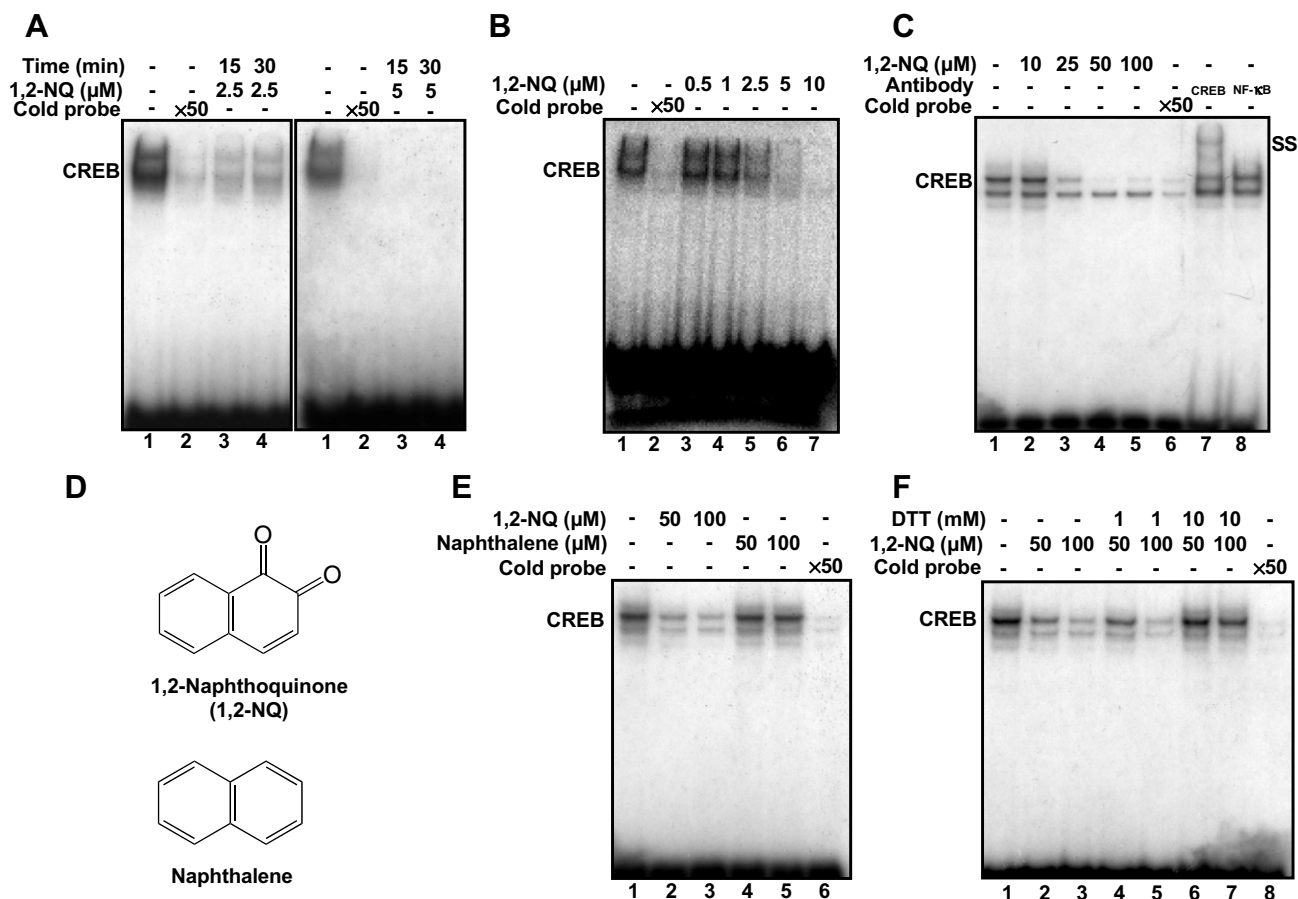 A
Time (min) - - 15 30 - - 15 30
1,2-NQ (µM) - - 2.5 2.5 - - 5 5
Cold probe - ×50 - - - ×50 - -
CREB
1 2 3 4 1 2 3 4
B
1,2-NQ (µM) - - 0.5 1 2.5 5 10
Cold probe - ×50 - - - - -
CREB
1 2 3 4 5 6 7
C
1,2-NQ (µM) - 10 25 50 100 - - -
Antibody - - - - - - CREB NF-κB
Cold probe - - - - - ×50 - -
SS
CREB
1 2 3 4 5 6 7 8
D
O
O
1,2-Naphthoquinone
(1,2-NQ)
Naphthalene
E
1,2-NQ (µM) - 50 100 - - -
Naphthalene (µM) - - - 50 100 -
Cold probe - - - - - ×50
CREB
1 2 3 4 5 6
F
DTT (mM) - - - 1 1 10 10 -
1,2-NQ (µM) - 50 100 50 100 50 100 -
Cold probe - - - - - - - ×50
CREB
1 2 3 4 5 6 7 8